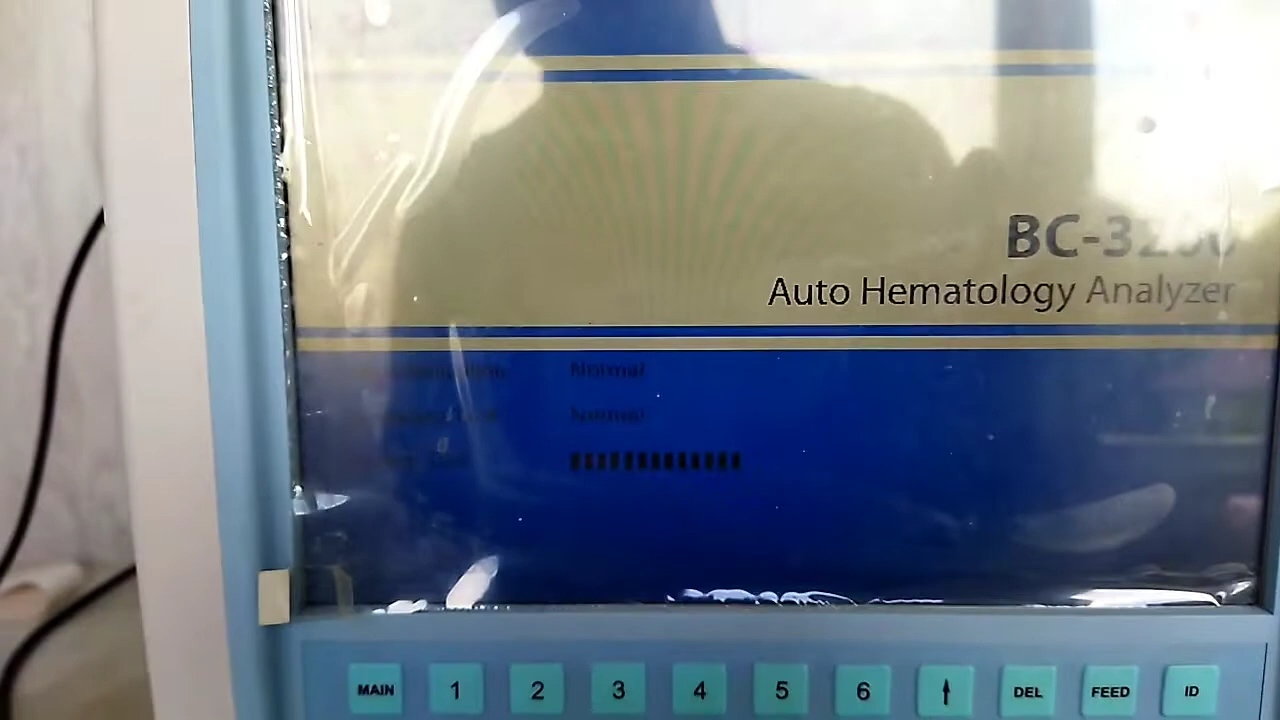 BC-3200
Auto Hematology Analyzer
Normal
Normal
MAIN 1 2 3 4 5 6 ↑ DEL FEED ID